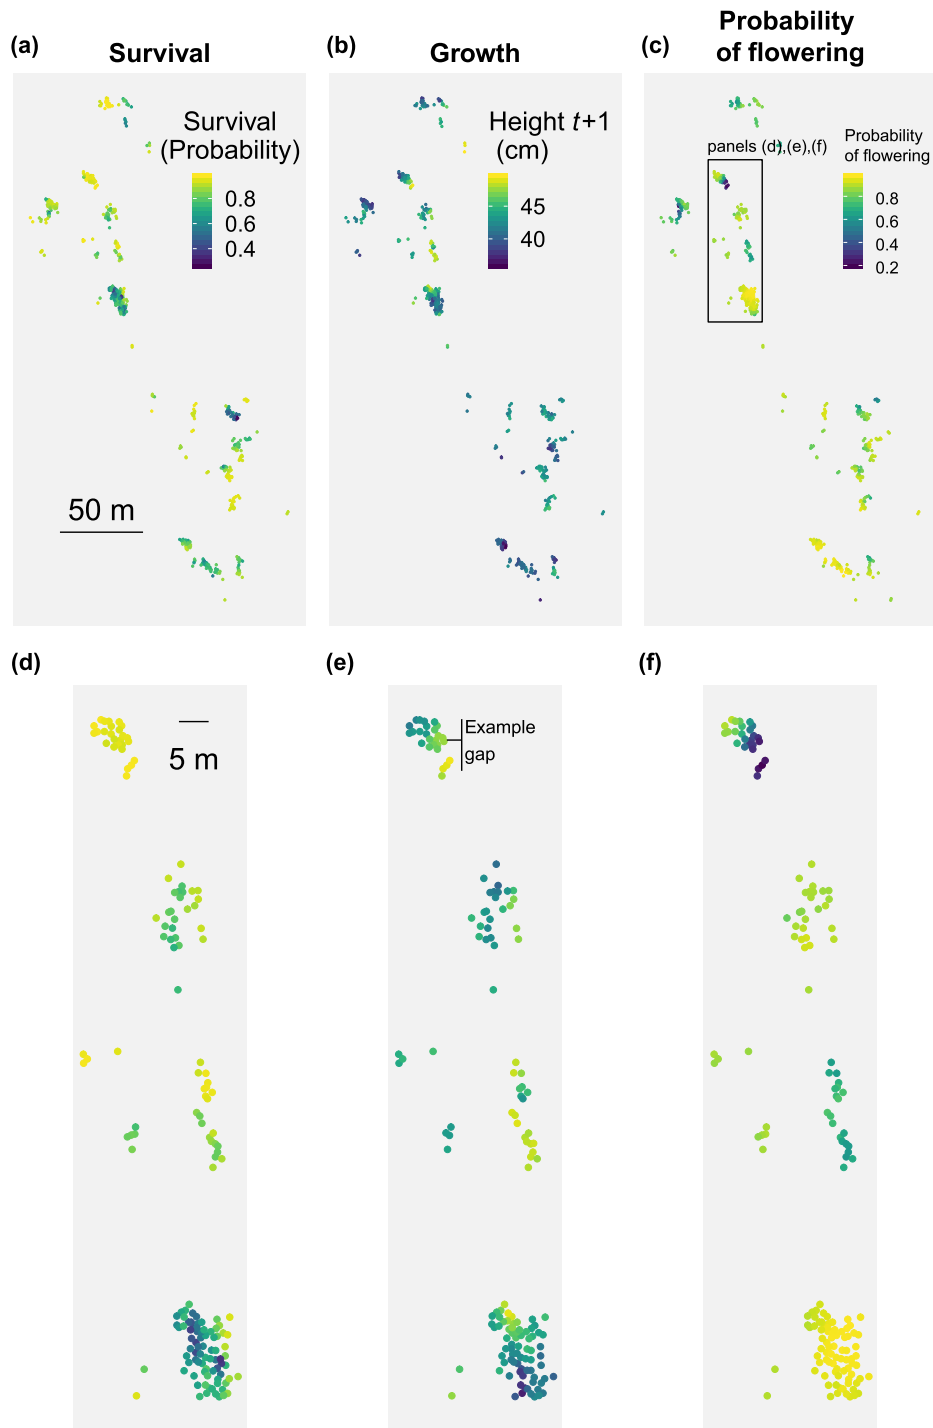 (a)
Survival
Survival
(Probability)
0.8
0.6
0.4
50 m
(b)
Growth
Height t+1
(cm)
45
40
(c)
Probability
of flowering
panels (d),(e),(f)
Probability
of flowering
0.8
0.6
0.4
0.2
(d)
5 m
(e)
Example
gap
(f)